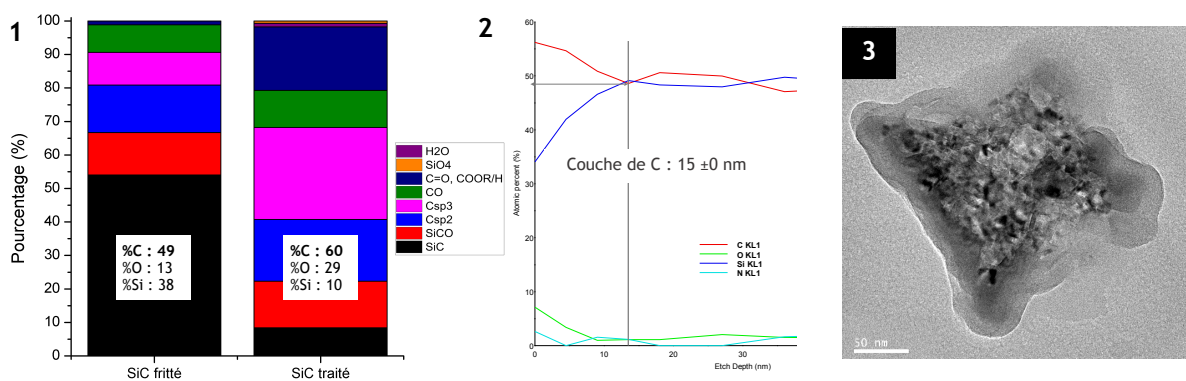 1
Pourcentage (%)
100
90
80
70
60
50
40
30
20
10
0
%C : 49
%O : 13
%Si : 38
%C : 60
%O : 29
%Si : 10
SiC fritté
SiC traité
H2O
SiO4
C=O, COOR/H
CO
Csp3
Csp2
SiCO
SiC
2
Atomic percent (%)
60
50
40
30
20
10
0
Couche de C : 15 ±0 nm
C KL1
O KL1
Si KL1
N KL1
0
10
20
30
Etch Depth (nm)
3
50 nm